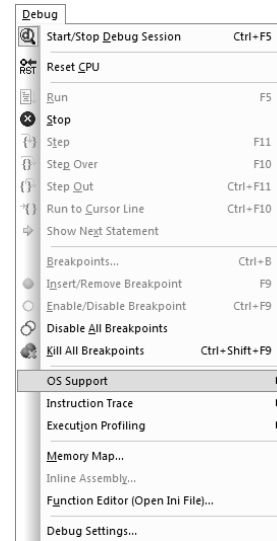 Debug
Start/Stop Debug Session Ctrl+F5
RST Reset CPU
Run F5
Stop
Step F11
Step Over F10
Step Out Ctrl+F11
Run to Cursor Line Ctrl+F10
Show Next Statement
Breakpoints... Ctrl+B
Insert/Remove Breakpoint F9
Enable/Disable Breakpoint Ctrl+F9
Disable All Breakpoints
Kill All Breakpoints Ctrl+Shift+F9
OS Support
Instruction Trace
Execution Profiling
Memory Map...
Inline Assembly...
Function Editor (Open Ini File)...
Debug Settings...